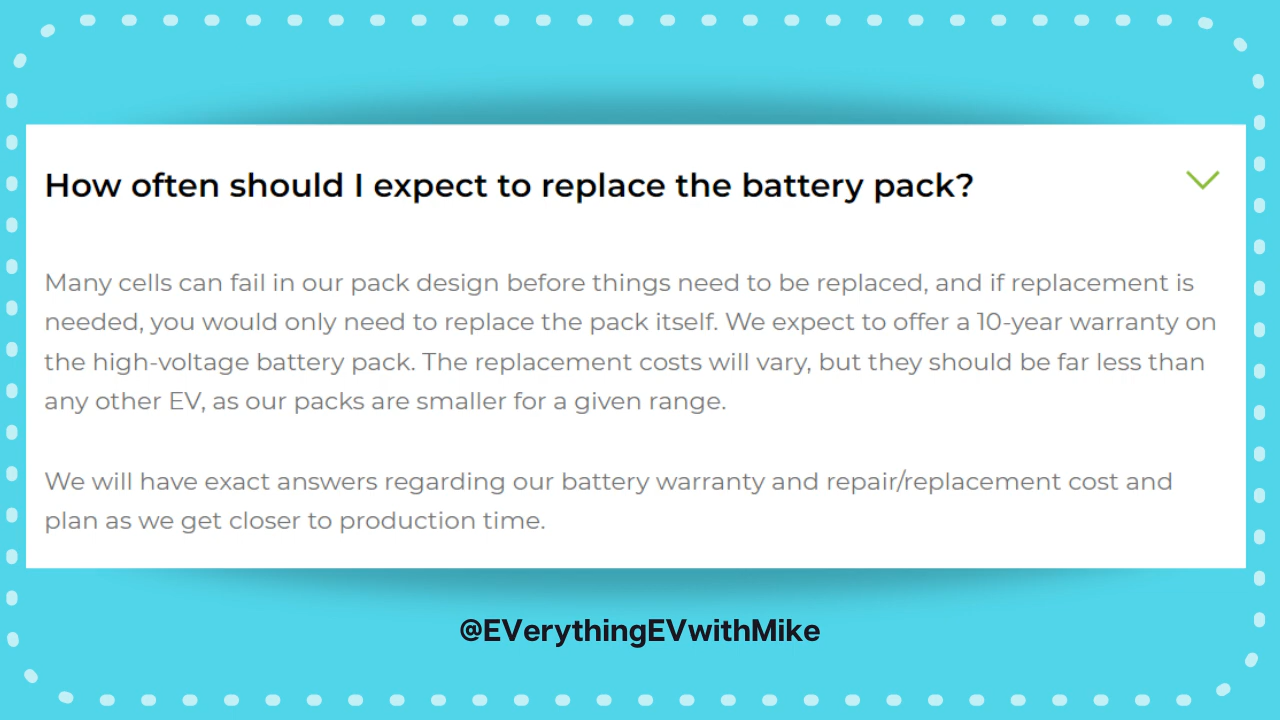 How often should I expect to replace the battery pack?
Many cells can fail in our pack design before things need to be replaced, and if replacement is
needed, you would only need to replace the pack itself. We expect to offer a 10-year warranty on
the high-voltage battery pack. The replacement costs will vary, but they should be far less than
any other EV, as our packs are smaller for a given range.
We will have exact answers regarding our battery warranty and repair/replacement cost and
plan as we get closer to production time.
@EVerythingEVwithMike